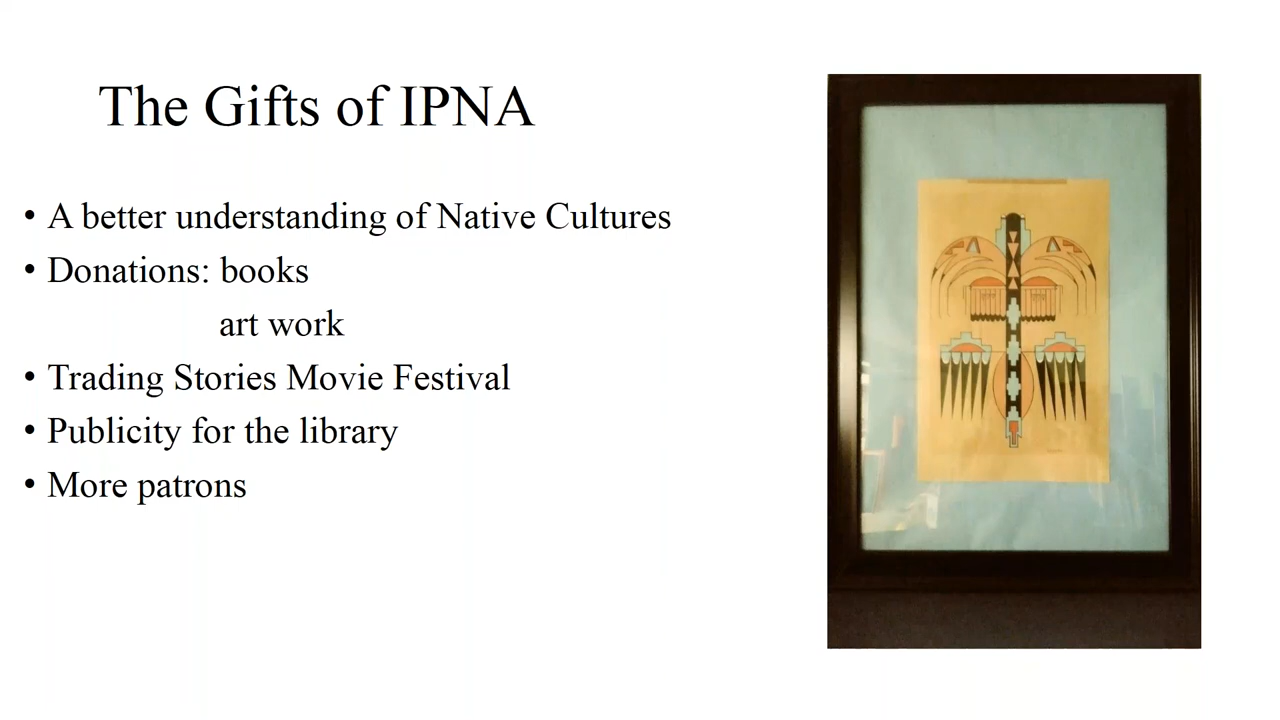 The Gifts of IPNA
• A better understanding of Native Cultures
• Donations: books
art work
• Trading Stories Movie Festival
• Publicity for the library
• More patrons